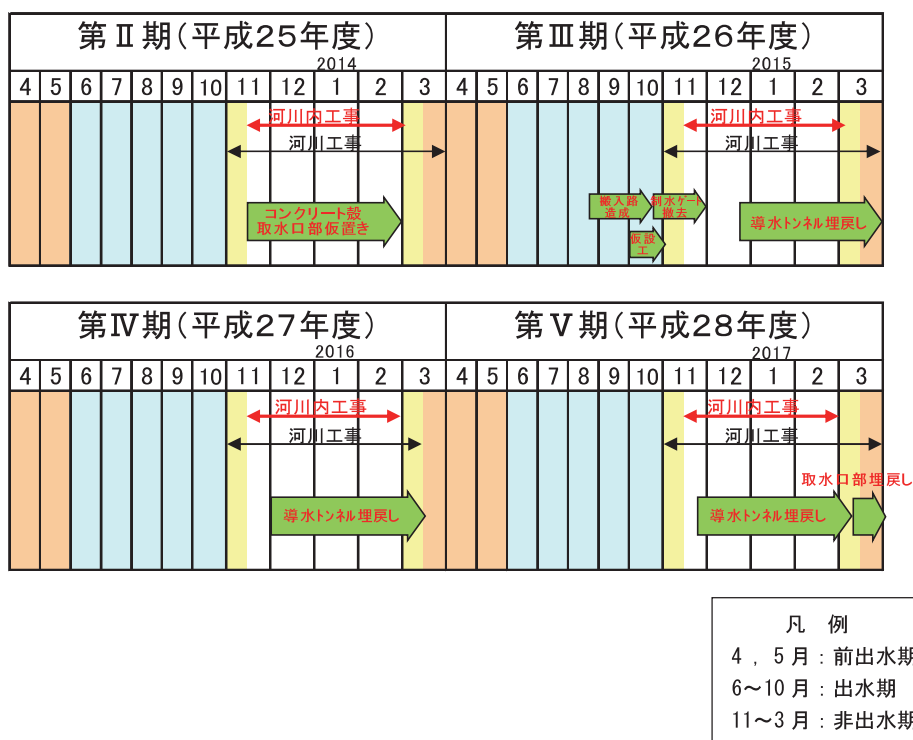 第Ⅱ期(平成25年度)
2014
4 5 6 7 8 9 10 11 12 1 2 3
河川内工事
河川工事
コンクリート殻
取水口部仮置き
第Ⅲ期(平成26年度)
2015
4 5 6 7 8 9 10 11 12 1 2 3
河川内工事
河川工事
搬入路
造成
制水ゲート
撤去
仮設
工
導水トンネル埋戻し
第Ⅳ期(平成27年度)
2016
4 5 6 7 8 9 10 11 12 1 2 3
河川内工事
河川工事
導水トンネル埋戻し
第Ⅴ期(平成28年度)
2017
4 5 6 7 8 9 10 11 12 1 2 3
河川内工事
河川工事
取水口部埋戻し
導水トンネル埋戻し
凡 例
4 , 5月:前出水期
6~10月:出水期
11~3月:非出水期